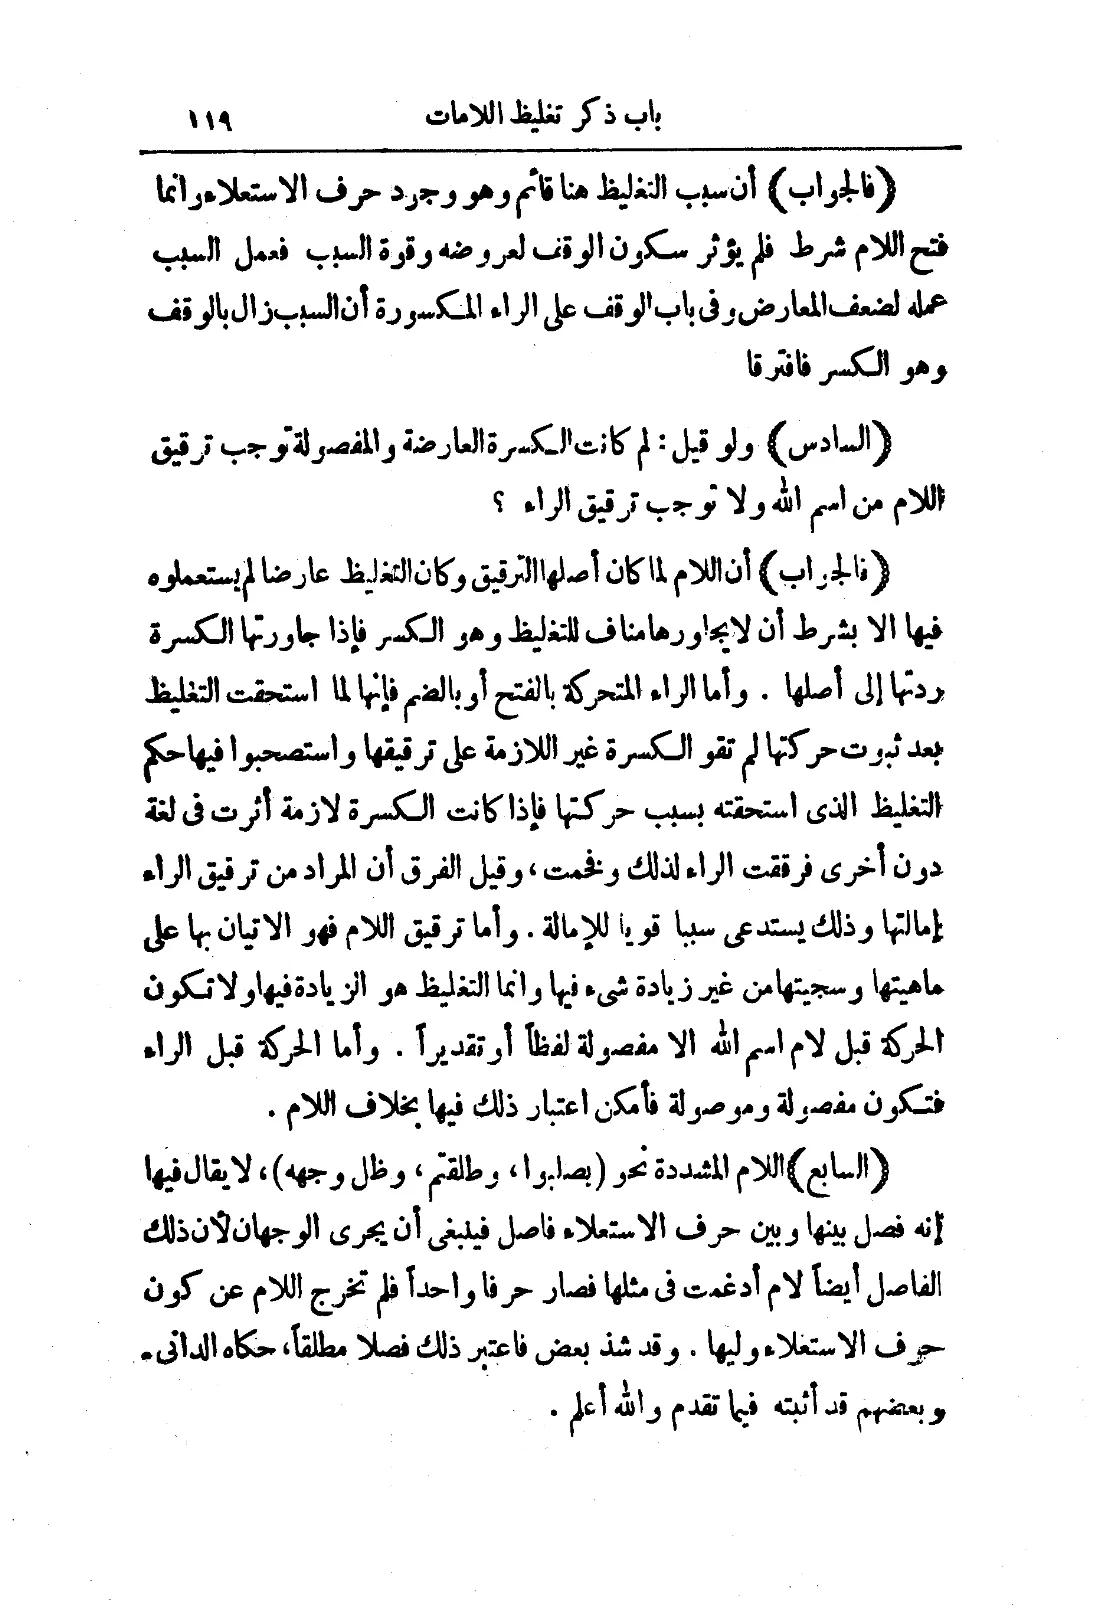 باب ذكر تغليظ اللامات ١١٩
(فالجواب) أن سبب التغليظ هنا قائم وهو وجود حرف الاستعلاء وانما
فتح اللام شرط فلم يؤثر سكون الوقف لعروضه وقوة السبب فعمل السبب
عمله لضعف المعارض وفى باب الوقف على الراء المكسورة أن السبب زال بالوقف
وهو الكسر فافترقا
(السادس) ولو قيل : لم كانت الكسرة العارضة والمفصولة توجب ترقيق
اللام من اسم الله ولا توجب ترقيق الراء ؟
(فالجواب) أن اللام لما كان أصلها الترقيق وكان التغليظ عارضا لم يستعملوه
فيها الا بشرط أن لا يجاورها مناف للتغليظ وهو الكسر فإذا جاورتها الكسرة
ردتها إلى أصلها . وأما الراء المتحركة بالفتح أو بالضم فإنها لما استحقت التغليظ
بعد ثبوت حركتها لم تقو الكسرة غير اللازمة على ترقيقها واستصحبوا فيها حكم
التغليظ الذى استحقته بسبب حركتها فإذا كانت الكسرة لازمة أثرت فى لغة
دون أخرى فرققت الراء لذلك وفخمت ، وقيل الفرق أن المراد من ترقيق الراء
إمالتها وذلك يستدعى سببا قويا للإمالة . وأما ترقيق اللام فهو الاتيان بها على
ماهيتها وسجيتها من غير زيادة شىء فيها وانما التغليظ هو الزيادة فيها ولا تكون
الحركة قبل لام اسم الله الا مفصولة لفظاً أو تقديراً . وأما الحركة قبل الراء
فتكون مفصولة وموصولة فأمكن اعتبار ذلك فيها بخلاف اللام .
(السابع) اللام المشددة نحو (يصلبوا ، وطلقتم ، وظل وجهه) ، لا يقال فيها
إنه فصل بينها وبين حرف الاستعلاء فاصل فينبغى أن يجرى الوجهان لأن ذلك
الفاصل أيضاً لام أدغمت فى مثلها فصار حرفا واحداً فلم تخرج اللام عن كون
حرف الاستعلاء وليها . وقد شذ بعض فاعتبر ذلك فصلا مطلقاً، حكاه الدانى .
وبعضهم قد أثبته فيما تقدم والله أعلم .